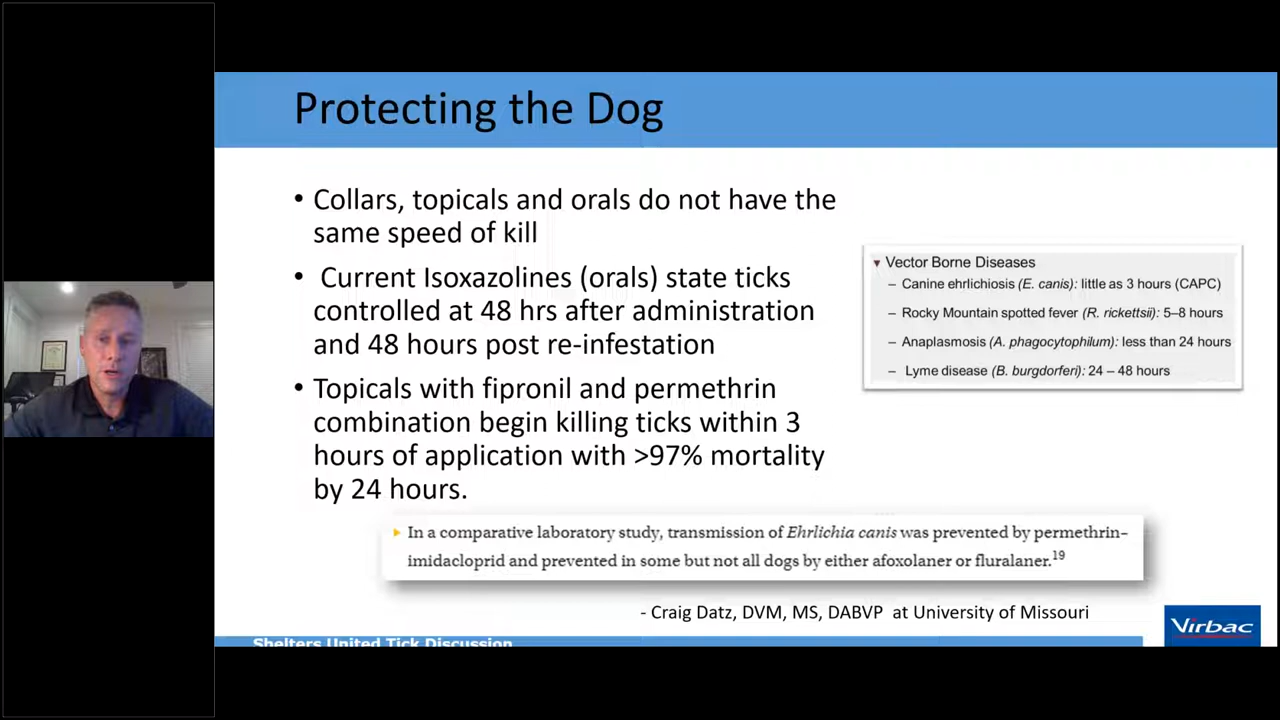 Protecting the Dog
• Collars, topicals and orals do not have the
same speed of kill
• Current Isoxazolines (orals) state ticks
controlled at 48 hrs after administration
and 48 hours post re-infestation
• Topicals with fipronil and permethrin
combination begin killing ticks within 3
hours of application with >97% mortality
by 24 hours.
▼ Vector Borne Diseases
– Canine ehrlichiosis (E. canis): little as 3 hours (CAPC)
– Rocky Mountain spotted fever (R. rickettsii): 5–8 hours
– Anaplasmosis (A. phagocytophilum): less than 24 hours
– Lyme disease (B. burgdorferi): 24 – 48 hours
In a comparative laboratory study, transmission of Ehrlichia canis was prevented by permethrin–
imidacloprid and prevented in some but not all dogs by either afoxolaner or fluralaner.19
- Craig Datz, DVM, MS, DABVP at University of Missouri
Shelters United Tick Discussion
Virbac